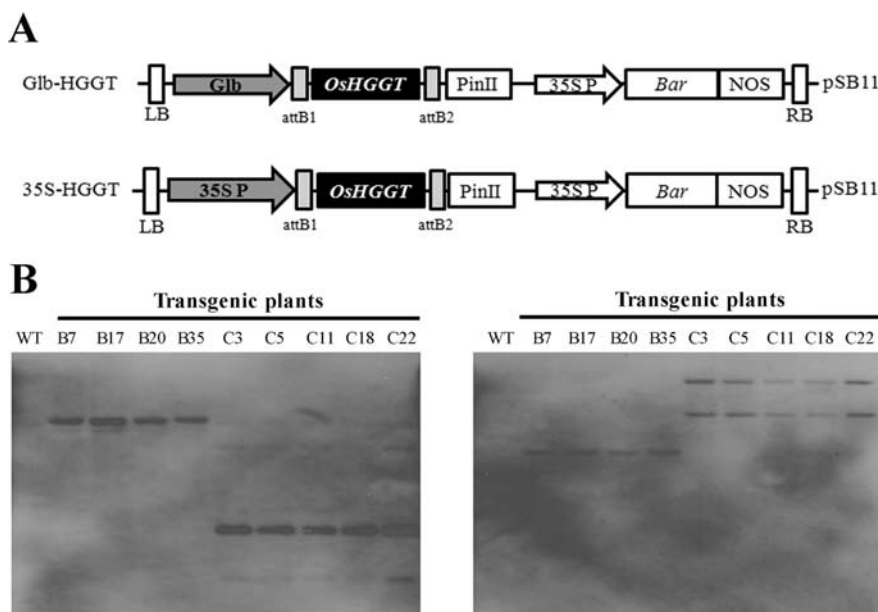 A
Glb-HGGT Glb OsHGGT PinII 35S P Bar NOS pSB11
LB attB1 attB2 RB
35S-HGGT 35S P OsHGGT PinII 35S P Bar NOS pSB11
LB attB1 attB2 RB
B
Transgenic plants Transgenic plants
WT B7 B17 B20 B35 C3 C5 C11 C18 C22 WT B7 B17 B20 B35 C3 C5 C11 C18 C22